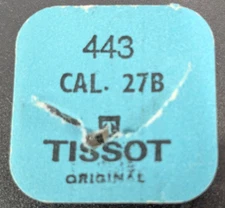 443
CAL. 27B
T
TISSOT
ORIGINAL